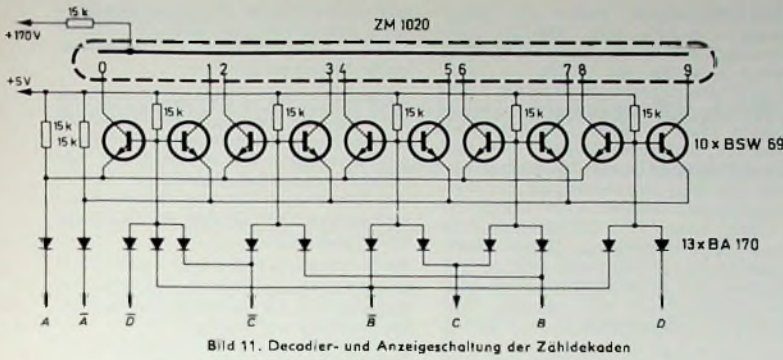 15 k
ZM 1020
+170V
0 1 2 3 4 5 6 7 8 9
+5V
15 k 15 k 15 k 15 k 15 k
15 k
15 k
10 x BSW 69
13 x BA 170
A A̅ D̅ C̅ B̅ C B D
Bild 11. Decodier- und Anzeigeschaltung der Zähldekaden